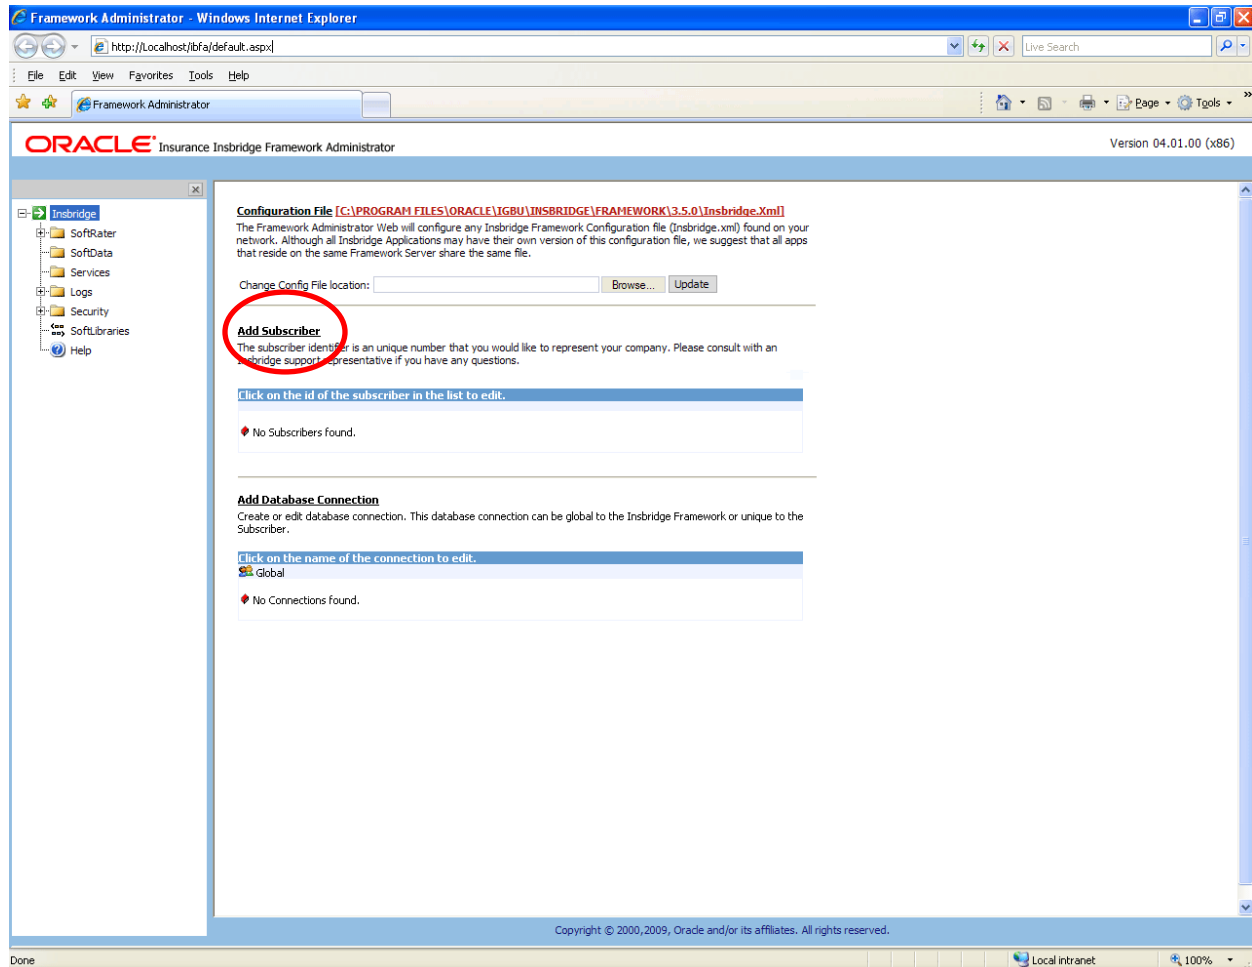 Framework Administrator - Windows Internet Explorer
http://Localhost/ibfa/default.aspx
Live Search
File Edit View Favorites Tools Help
Framework Administrator
Page Tools »
ORACLE Insurance Insbridge Framework Administrator
Version 04.01.00 (x86)
Insbridge
SoftRater
SoftData
Services
Logs
Security
SoftLibraries
Help
Configuration File [C:\PROGRAM FILES\ORACLE\IGBU\INSBRIDGE\FRAMEWORK\3.5.0\Insbridge.Xml]
The Framework Administrator Web will configure any Insbridge Framework Configuration file (Insbridge.xml) found on your
network. Although all Insbridge Applications may have their own version of this configuration file, we suggest that all apps
that reside on the same Framework Server share the same file.
Change Config File location: Browse... Update
Add Subscriber
The subscriber identifier is an unique number that you would like to represent your company. Please consult with an
Insbridge support representative if you have any questions.
Click on the id of the subscriber in the list to edit.
No Subscribers found.
Add Database Connection
Create or edit database connection. This database connection can be global to the Insbridge Framework or unique to the
Subscriber.
Click on the name of the connection to edit.
Global
No Connections found.
Copyright © 2000,2009, Oracle and/or its affiliates. All rights reserved.
Done
Local intranet
100%